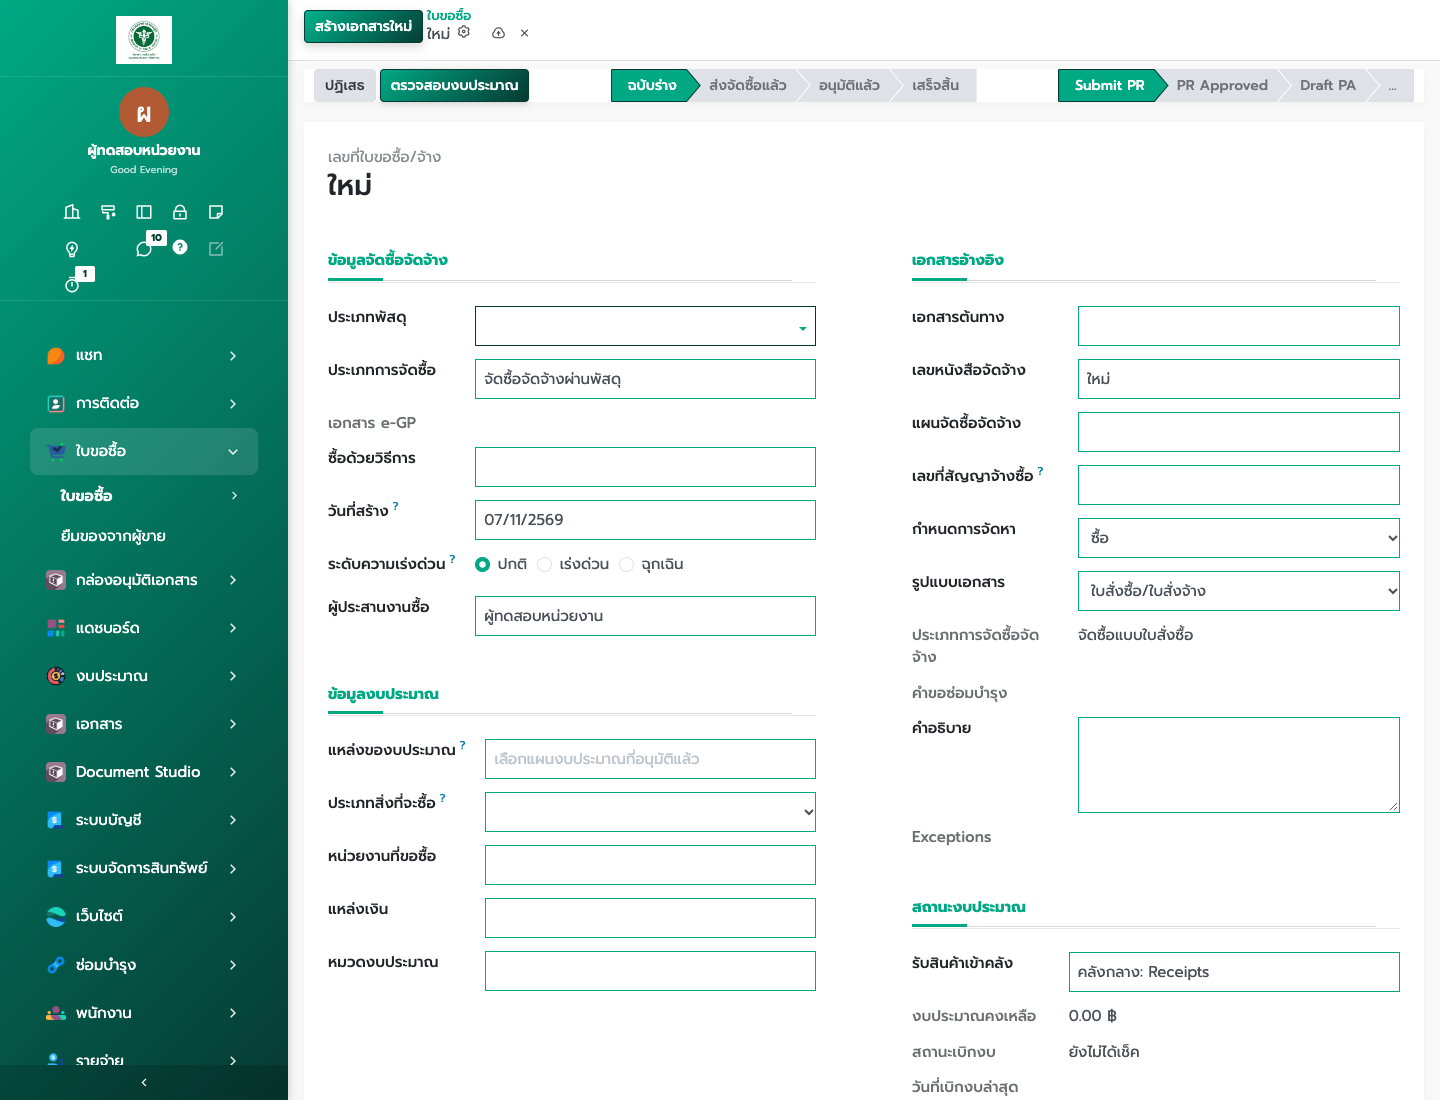 ผ
ผู้ทดสอบหน่วยงาน
Good Evening
10
?
1
แชท
การติดต่อ
ใบขอซื้อ
ใบขอซื้อ
ยืมของจากผู้ขาย
กล่องอนุมัติเอกสาร
แดชบอร์ด
งบประมาณ
เอกสาร
Document Studio
ระบบบัญชี
ระบบจัดการสินทรัพย์
เว็บไซต์
ซ่อมบำรุง
พนักงาน
รายจ่าย
สร้างเอกสารใหม่
ใบขอซื้อ
ใหม่
ปฏิเสธ
ตรวจสอบงบประมาณ
ฉบับร่าง
ส่งจัดซื้อแล้ว
อนุมัติแล้ว
เสร็จสิ้น
Submit PR
PR Approved
Draft PA
...
เลขที่ใบขอซื้อ/จ้าง
ใหม่
ข้อมูลจัดซื้อจัดจ้าง
ประเภทพัสดุ
ประเภทการจัดซื้อ จัดซื้อจัดจ้างผ่านพัสดุ
เอกสาร e-GP
ซื้อด้วยวิธีการ
วันที่สร้าง ? 07/11/2569
ระดับความเร่งด่วน ? ปกติ เร่งด่วน ฉุกเฉิน
ผู้ประสานงานซื้อ ผู้ทดสอบหน่วยงาน
ข้อมูลงบประมาณ
แหล่งของบประมาณ ? เลือกแผนงบประมาณที่อนุมัติแล้ว
ประเภทสิ่งที่จะซื้อ ?
หน่วยงานที่ขอซื้อ
แหล่งเงิน
หมวดงบประมาณ
เอกสารอ้างอิง
เอกสารต้นทาง
เลขหนังสือจัดจ้าง ใหม่
แผนจัดซื้อจัดจ้าง
เลขที่สัญญาจ้างซื้อ ?
กำหนดการจัดหา ซื้อ
รูปแบบเอกสาร ใบสั่งซื้อ/ใบสั่งจ้าง
ประเภทการจัดซื้อจัด จัดซื้อแบบใบสั่งซื้อ
จ้าง
คำขอซ่อมบำรุง
คำอธิบาย
Exceptions
สถานะงบประมาณ
รับสินค้าเข้าคลัง คลังกลาง: Receipts
งบประมาณคงเหลือ 0.00 ฿
สถานะเบิกงบ ยังไม่ได้เช็ค
วันที่เบิกงบล่าสุด